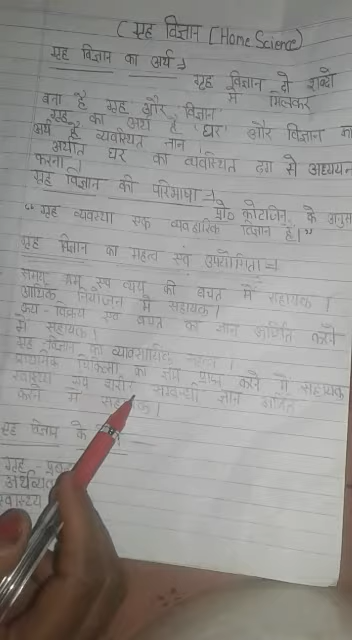 ( गृह विज्ञान (Home Science)
गृह विज्ञान का अर्थ →
गृह विज्ञान दो शब्दो
में मिलकर
बना है गृह और विज्ञान
गृह का अर्थ है 'घर' और विज्ञान का
अर्थ है व्यवस्थित ज्ञान ।
अर्थात घर का व्यवस्थित ढग से अध्ययन
करना ।
गृह विज्ञान की परिभाषा →
प्रो० के
"गृह व्यवस्था एक व्यवहारिक विज्ञान है।"
गृह विज्ञान का महत्व एवं उपयोगिता →
समय श्रम एव व्यय की बचत में सहायक ।
आर्थिक नियोजन में सहायक ।
क्रय - विक्रय एव बचत का ज्ञान अर्जित करने
में सहायक ।
गृह विज्ञान का व्यावसायिक महत्व ।
प्राथमिक चिकित्सा का ज्ञान प्राप्त करने में सहायक
स्वास्थ्य एव शरीर सम्बन्धी ज्ञान अर्जित
करने में सहायक ।
गृह के
गृह
स्वास्थ्य